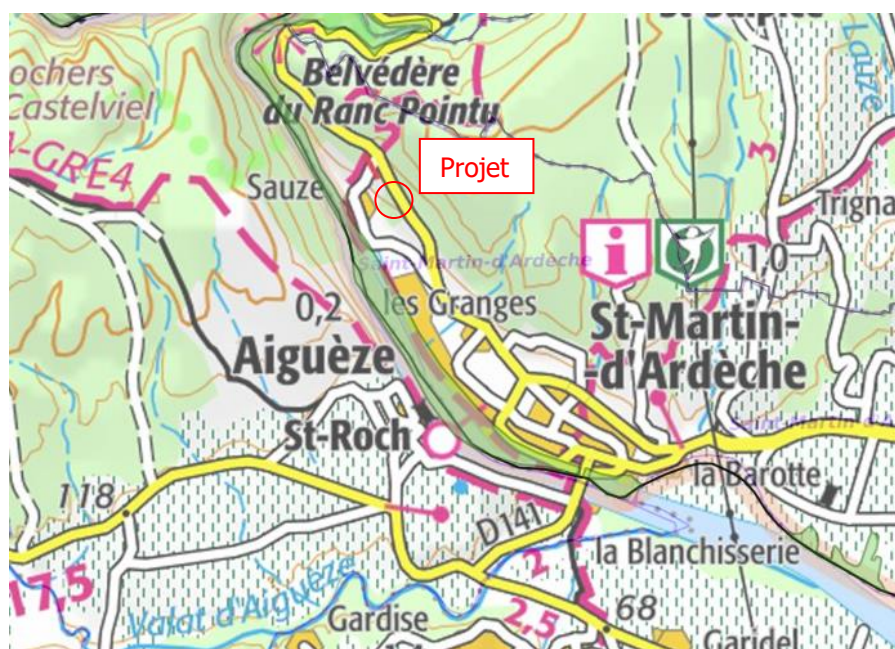 ochers
Castelviel
Belvédère
du Ranc Pointu
Lauze
Projet
-GRE4
Sauze
3
Trigna
Saint-Martin-d'Ardèche
1,0
les Granges
0,2
St-Martin-
-d'Ardèche
Aiguèze
St-Roch
la Barotte
118
D141
la Blanchisserie
17,5
Valat d'Aiguèze
2
Gardise
2,5
68
Garidel